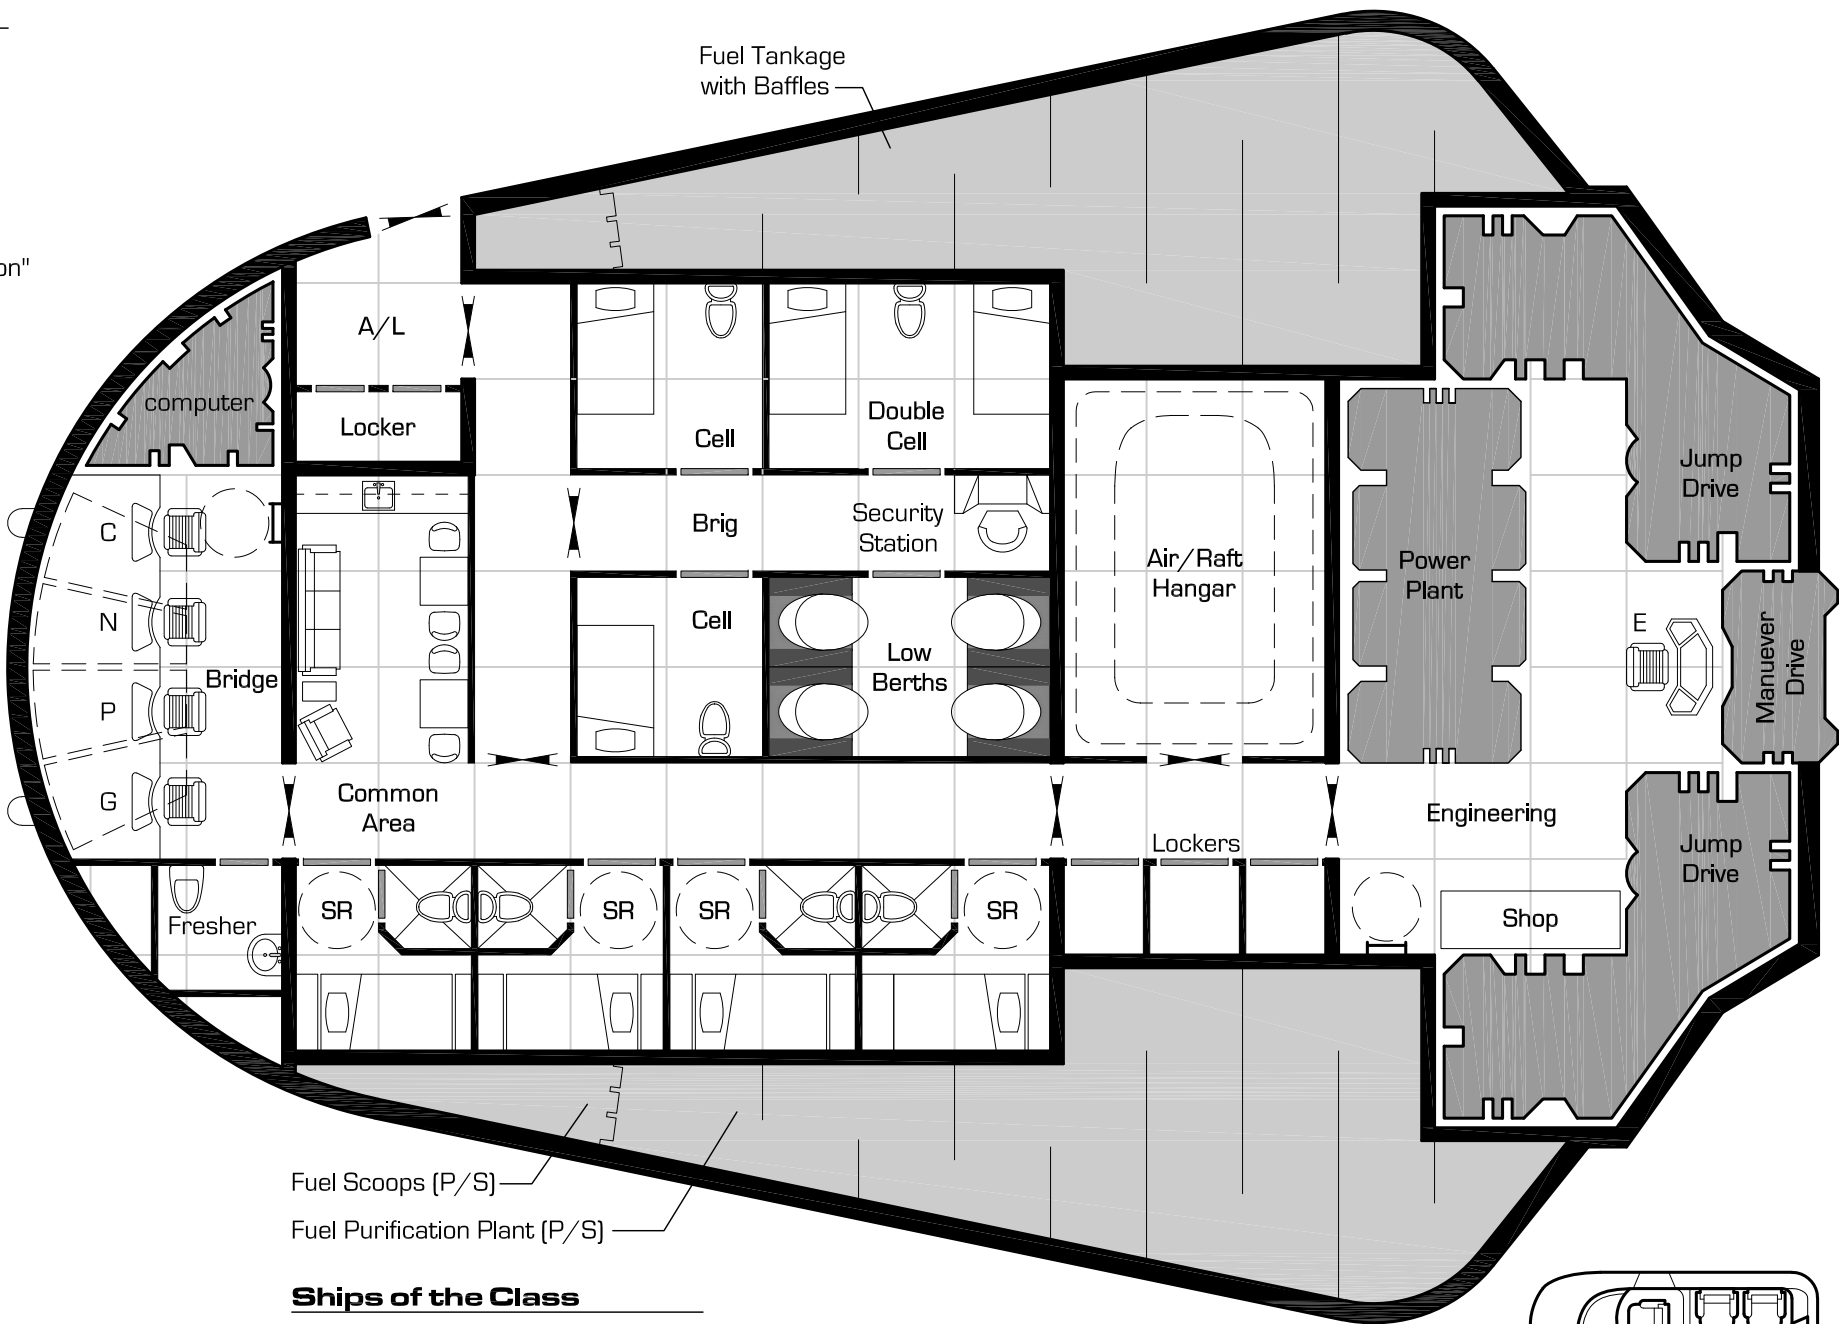 Fuel Tankage
with Baffles
on"
A/L
computer
Locker
Cell
Double
Cell
Jump
Drive
C
Brig
Security
Station
Air/Raft
Hangar
Power
Plant
N
Cell
E
Bridge
Low
Berths
Manuever
Drive
P
G
Common
Area
Engineering
Lockers
Jump
Drive
Fresher
SR
SR
SR
SR
Shop
Fuel Scoops (P/S)
Fuel Purification Plant (P/S)
Ships of the Class